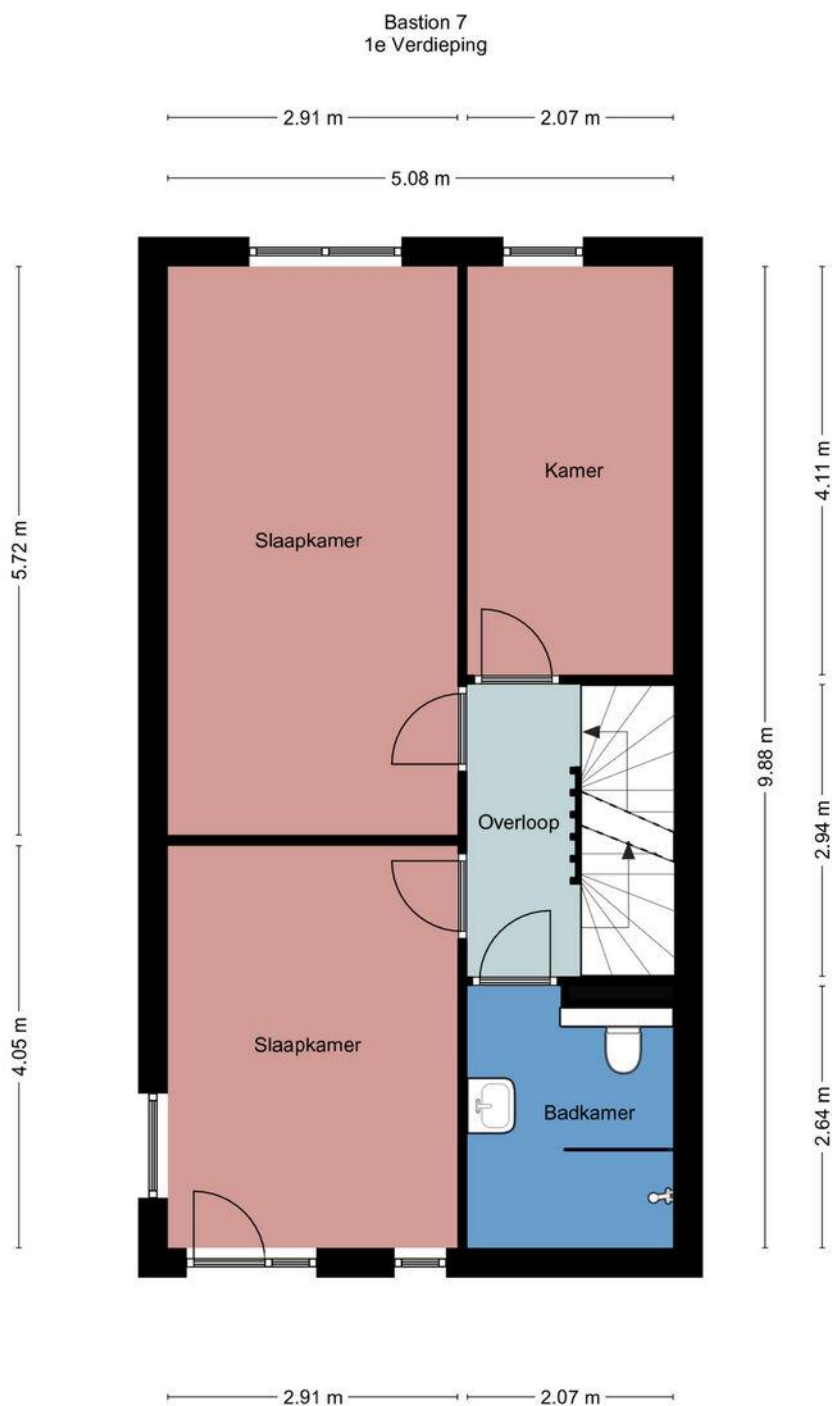 Bastion 7
1e Verdieping
2.91 m
2.07 m
5.08 m
5.72 m
4.05 m
Slaapkamer
Kamer
Overloop
Slaapkamer
Badkamer
9.88 m
4.11 m
2.94 m
2.64 m
2.91 m
2.07 m